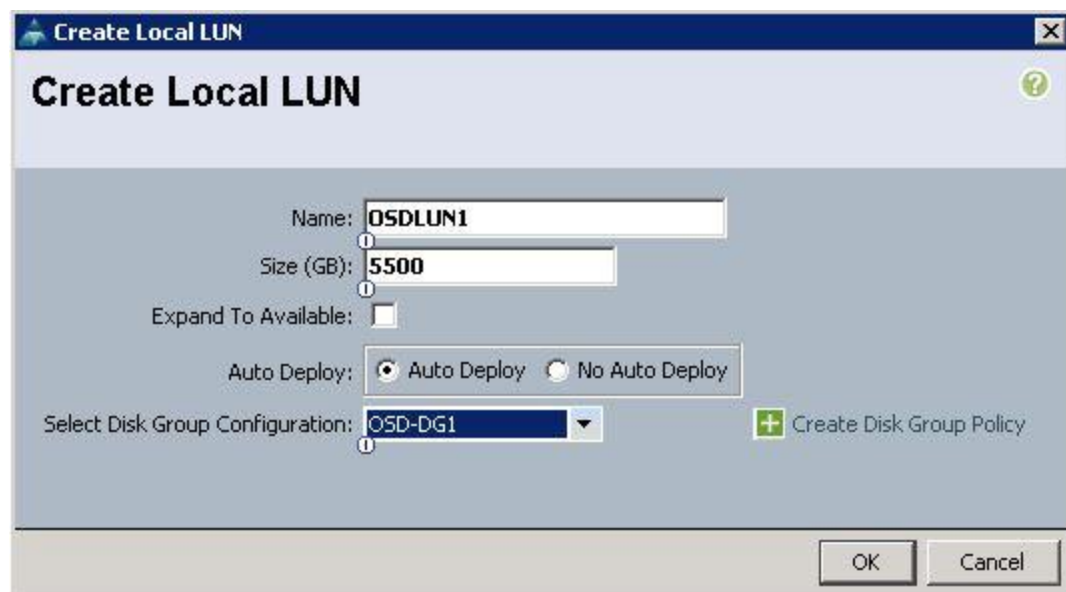 Create Local LUN
Create Local LUN
Name: OSDLUN1
Size (GB): 5500
Expand To Available:
Auto Deploy: Auto Deploy No Auto Deploy
Select Disk Group Configuration: OSD-DG1 Create Disk Group Policy
OK Cancel